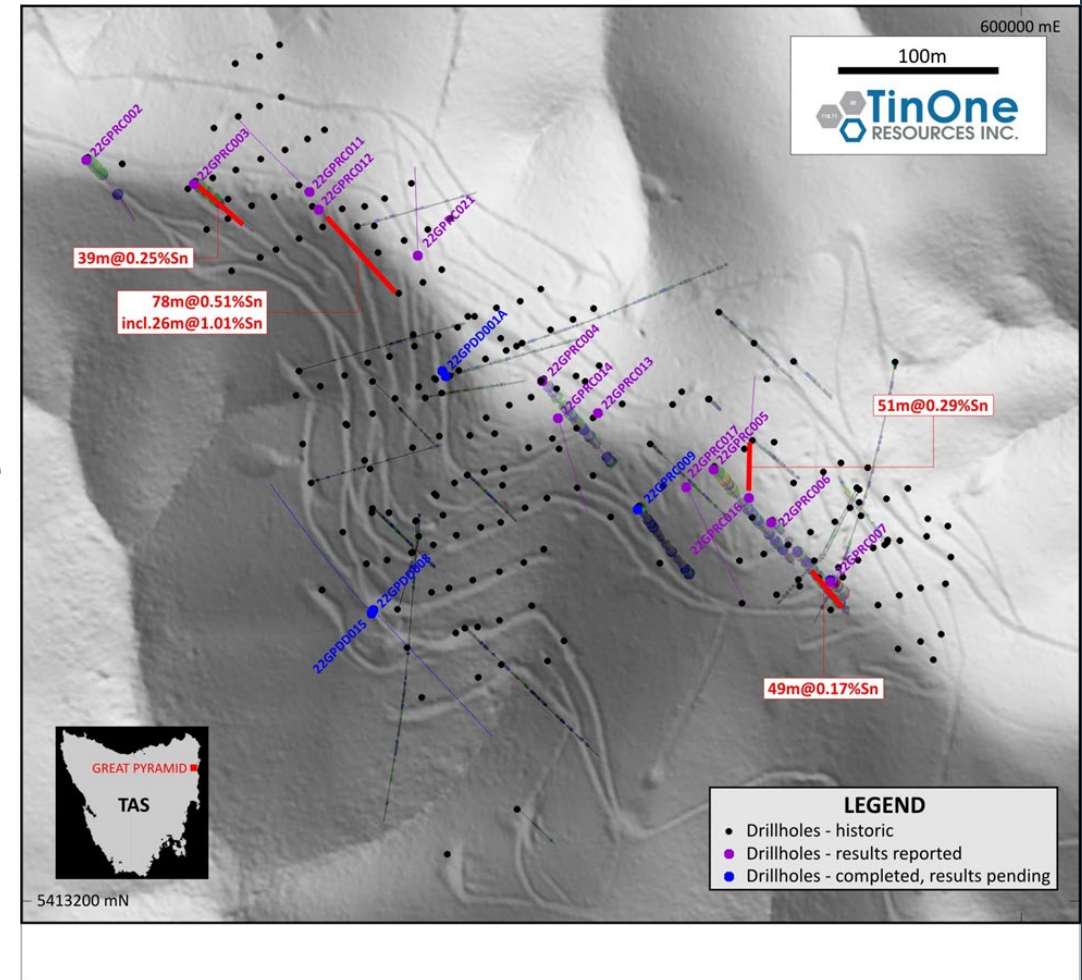 600000 mE
100m
TinOne
RESOURCES INC.
22GPRC002
22GPRC003
22GPRC011
22GPRC012
22GPRC021
39m@0.25%Sn
78m@0.51%Sn
incl.26m@1.01%Sn
22GPDD001A
22GPRC004
22GPRC014
22GPRC013
51m@0.29%Sn
22GPRC009
22GPRC017
22GPRC005
22GPRC016
22GPRC006
22GPRC007
22GPDD008
22GPDD015
49m@0.17%Sn
GREAT PYRAMID
TAS
LEGEND
Drillholes - historic
Drillholes - results reported
Drillholes - completed, results pending
5413200 mN